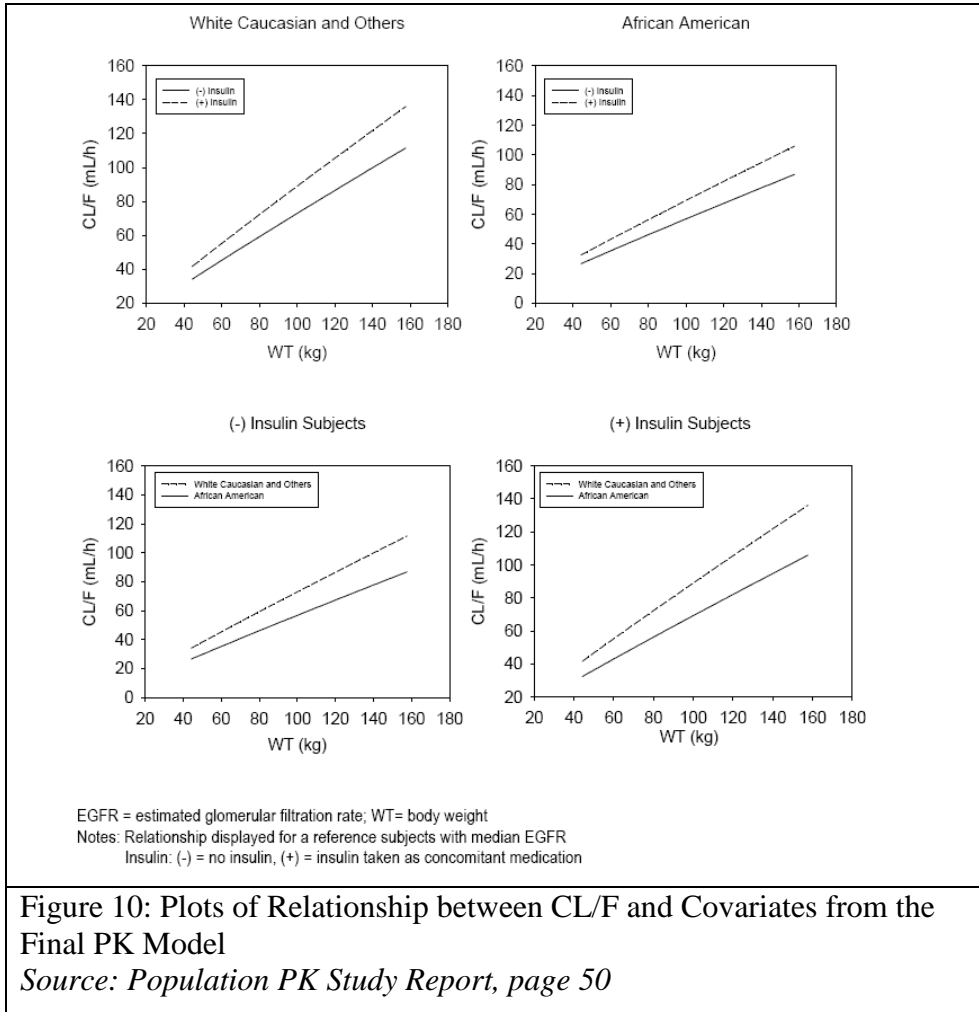 White Caucasian and Others
160
140
120
100
80
60
40
20
CL/F (mL/h)
(-) Insulin
(+) Insulin
20 40 60 80 100 120 140 160 180
WT (kg)
African American
160
140
120
100
80
60
40
20
0
CL/F (mL/h)
(-) Insulin
(+) Insulin
20 40 60 80 100 120 140 160 180
WT (kg)
(-) Insulin Subjects
160
140
120
100
80
60
40
20
0
CL/F (mL/h)
White Caucasian and Others
African American
20 40 60 80 100 120 140 160 180
WT (kg)
(+) Insulin Subjects
160
140
120
100
80
60
40
20
CL/F (mL/h)
White Caucasian and Others
African American
20 40 60 80 100 120 140 160 180
WT (kg)
EGFR = estimated glomerular filtration rate; WT= body weight
Notes: Relationship displayed for a reference subjects with median EGFR
Insulin: (-) = no insulin, (+) = insulin taken as concomitant medication
Figure 10: Plots of Relationship between CL/F and Covariates from the
Final PK Model
Source: Population PK Study Report, page 50